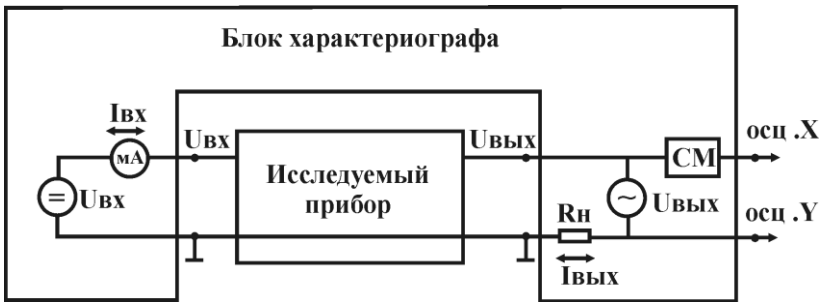 Блок характериографа
Iвх
мА
=
Uвх
Uвх
Исследуемый
прибор
Uвых
Rн
Iвых
~
Uвых
СМ
осц .X
осц .Y